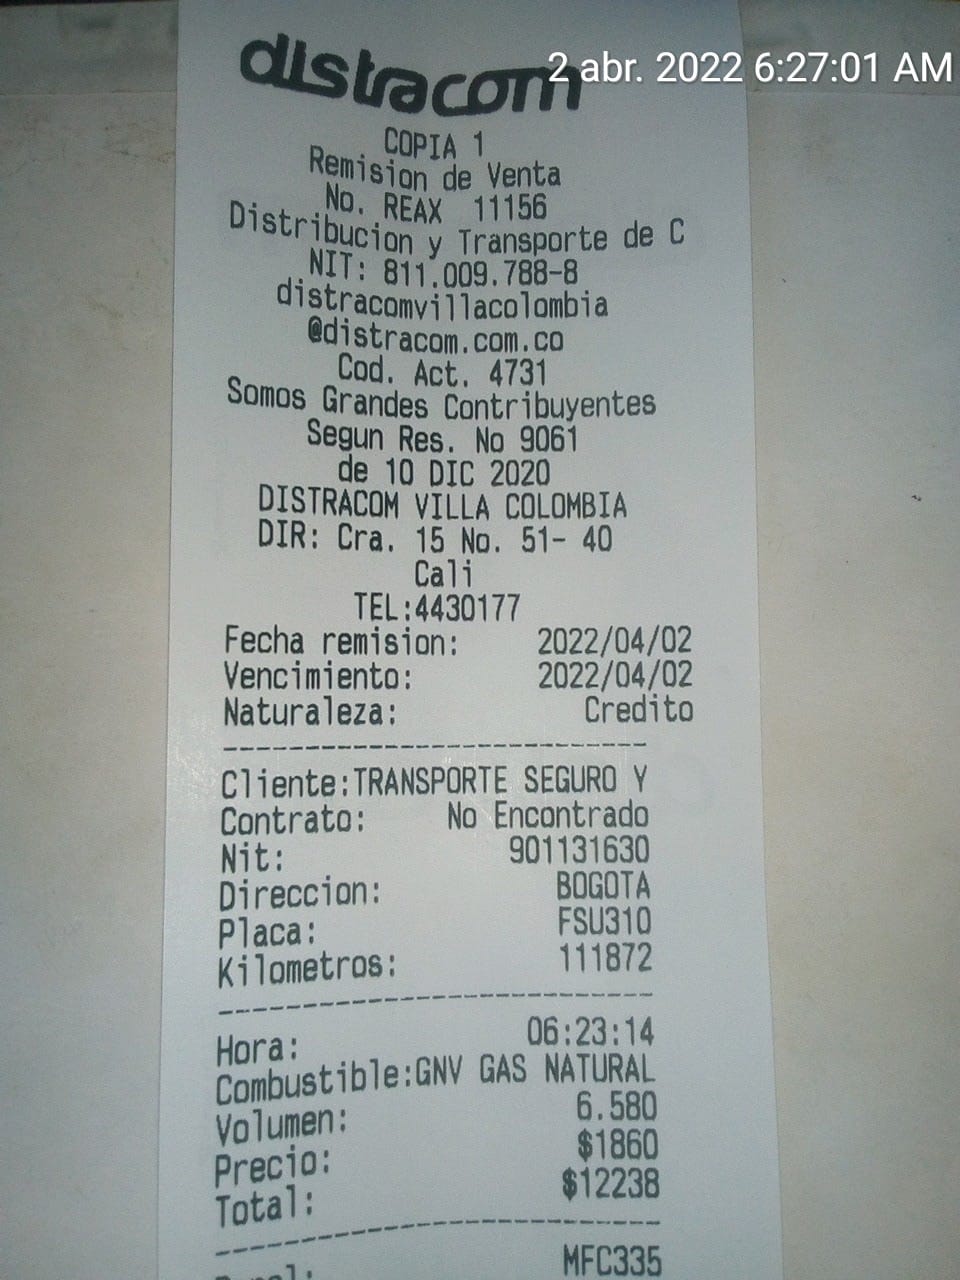 distracom
2 abr. 2022 6:27:01 AM
COPIA 1
Remision de Venta
No. REAX 11156
Distribucion y Transporte de C
NIT: 811.009.788-8
distracomvillacolombia
@distracom.com.co
Cod. Act. 4731
Somos Grandes Contribuyentes
Segun Res. No 9061
de 10 DIC 2020
DISTRACOM VILLA COLOMBIA
DIR: Cra. 15 No. 51- 40
Cali
TEL:4430177
Fecha remision: 2022/04/02
Vencimiento: 2022/04/02
Naturaleza: Credito
Cliente:TRANSPORTE SEGURO Y
Contrato: No Encontrado
Nit: 901131630
Direccion: BOGOTA
Placa: FSU310
Kilometros: 111872
Hora: 06:23:14
Combustible:GNV GAS NATURAL
Volumen: 6.580
Precio: $1860
Total: $12238
MFC335